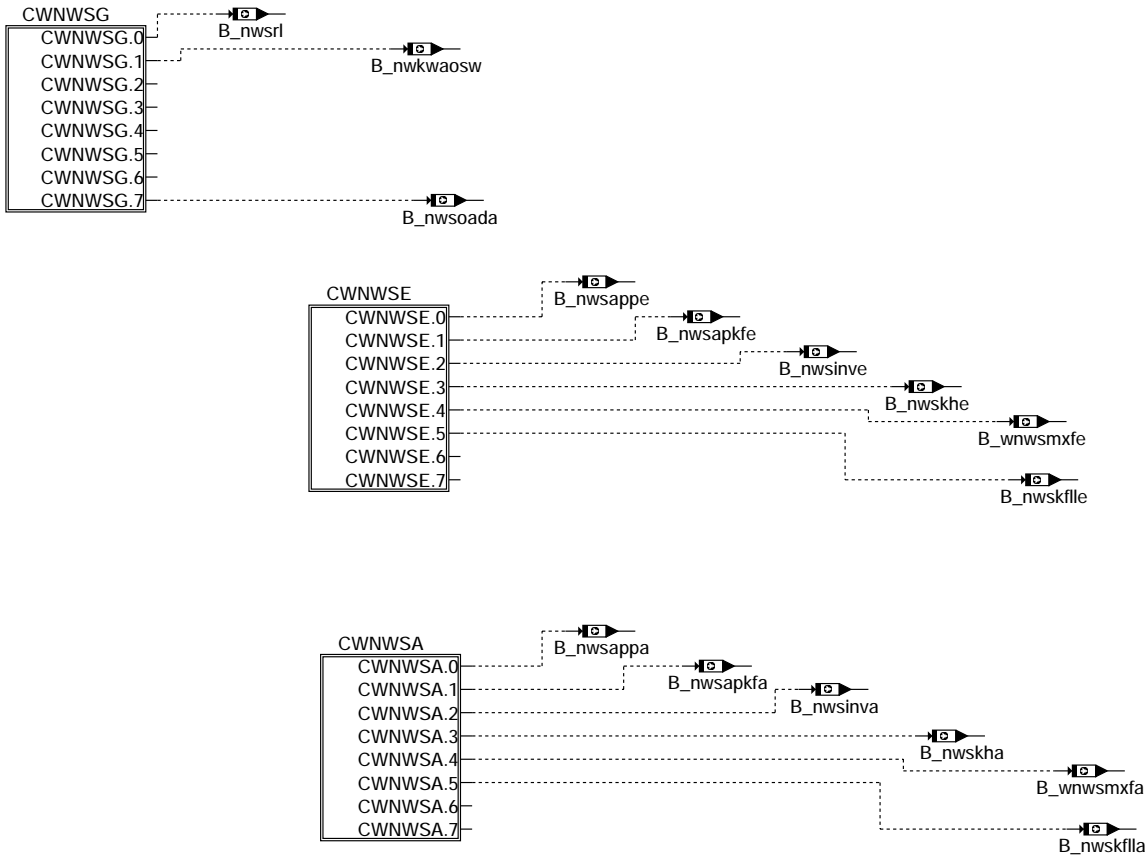 CWNWSG
CWNWSG.0
CWNWSG.1
CWNWSG.2
CWNWSG.3
CWNWSG.4
CWNWSG.5
CWNWSG.6
CWNWSG.7
B_nwsrl
B_nwkwaosw
B_nwsoada
CWNWSE
CWNWSE.0
CWNWSE.1
CWNWSE.2
CWNWSE.3
CWNWSE.4
CWNWSE.5
CWNWSE.6
CWNWSE.7
B_nwsappe
B_nwsapkfe
B_nwsinve
B_nwskhe
B_wnwsmxfe
B_nwskflle
CWNWSA
CWNWSA.0
CWNWSA.1
CWNWSA.2
CWNWSA.3
CWNWSA.4
CWNWSA.5
CWNWSA.6
CWNWSA.7
B_nwsappa
B_nwsapkfa
B_nwsinva
B_nwskha
B_wnwsmxfa
B_nwskflla